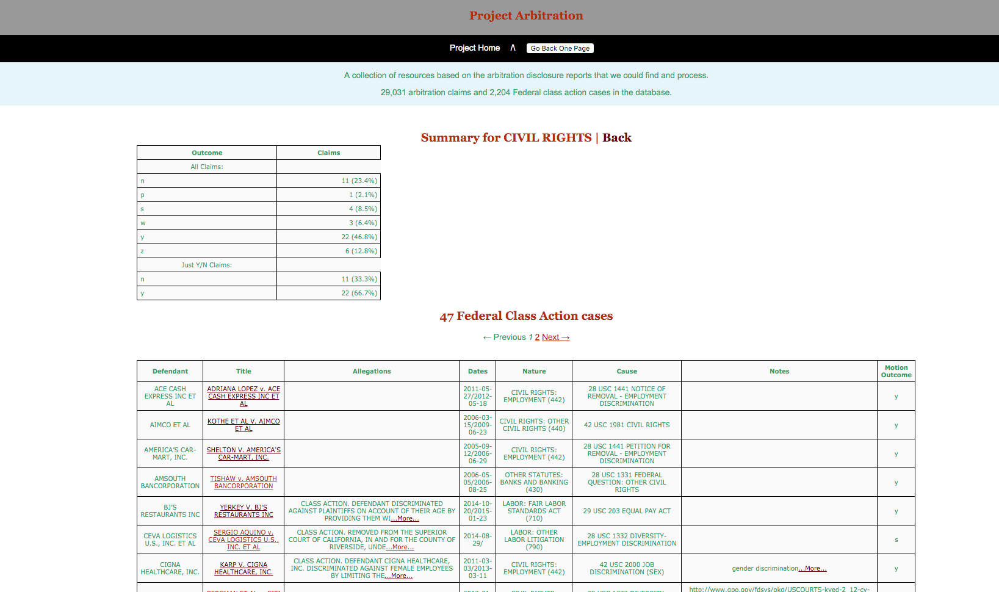 Project Arbitration
Project Home /\ Go Back One Page
A collection of resources based on the arbitration disclosure reports that we could find and process.
29,031 arbitration claims and 2,204 Federal class action cases in the database.
Summary for CIVIL RIGHTS | Back
Outcome Claims
All Claims:
n 11 (23.4%)
p 1 (2.1%)
s 4 (8.5%)
w 3 (6.4%)
y 22 (46.8%)
z 6 (12.8%)
Just Y/N Claims:
n 11 (33.3%)
y 22 (66.7%)
47 Federal Class Action cases
← Previous 1 2 Next →
Defendant Title Allegations Dates Nature Cause Notes Motion Outcome
ACE CASH
EXPRESS INC ET
AL
ADRIANA LOPEZ v. ACE
CASH EXPRESS INC ET
AL
2011-05-
27/2012-
05-18
CIVIL RIGHTS:
EMPLOYMENT (442)
28 USC 1441 NOTICE OF
REMOVAL - EMPLOYMENT
DISCRIMINATION
y
AIMCO ET AL
KOTHE ET AL V. AIMCO
ET AL
2006-03-
15/2009-
06-23
CIVIL RIGHTS: OTHER
CIVIL RIGHTS (440)
42 USC 1981 CIVIL RIGHTS
y
AMERICA'S CAR-
MART, INC.
SHELTON V. AMERICA'S
CAR-MART, INC.
2005-09-
12/2006-
06-29
CIVIL RIGHTS:
EMPLOYMENT (442)
28 USC 1441 PETITION FOR
REMOVAL - EMPLOYMENT
DISCRIMINATION
y
AMSOUTH
BANCORPORATION
TISHAW v. AMSOUTH
BANCORPORATION
2006-05-
05/2006-
08-25
OTHER STATUTES:
BANKS AND BANKING
(430)
28 USC 1331 FEDERAL
QUESTION: OTHER CIVIL
RIGHTS
y
BJ'S
RESTAURANTS INC
YERKEY V. BJ'S
RESTAURANTS INC
CLASS ACTION. DEFENDANT DISCRIMINATED
AGAINST PLAINTIFFS ON ACCOUNT OF THEIR AGE BY
PROVIDING THEM WI...More...
2014-10-
20/2015-
01-23
LABOR: FAIR LABOR
STANDARDS ACT
(710)
29 USC 203 EQUAL PAY ACT
y
CEVA LOGISTICS
U.S., INC. ET AL
SERGIO AQUINO v.
CEVA LOGISTICS U.S.,
INC. ET AL
CLASS ACTION. REMOVED FROM THE SUPERIOR
COURT OF CALIFORNIA, IN AND FOR THE COUNTY OF
RIVERSIDE, UNDE...More...
2014-08-
29/
LABOR: OTHER
LABOR LITIGATION
(790)
28 USC 1332 DIVERSITY-
EMPLOYMENT DISCRIMINATION
s
CIGNA
HEALTHCARE, INC.
KARP V. CIGNA
HEALTHCARE, INC.
CLASS ACTION. DEFENDANT CIGNA HEALTHCARE,
INC. DISCRIMINATED AGAINST FEMALE EMPLOYEES
BY LIMITING THE...More...
2011-03-
03/2013-
03-11
CIVIL RIGHTS:
EMPLOYMENT (442)
42 USC 2000 JOB
DISCRIMINATION (SEX)
gender discrimination...More...
y
http://www.gpo.gov/fdsys/pkg/USCOURTS-kyed-2_12-cv-